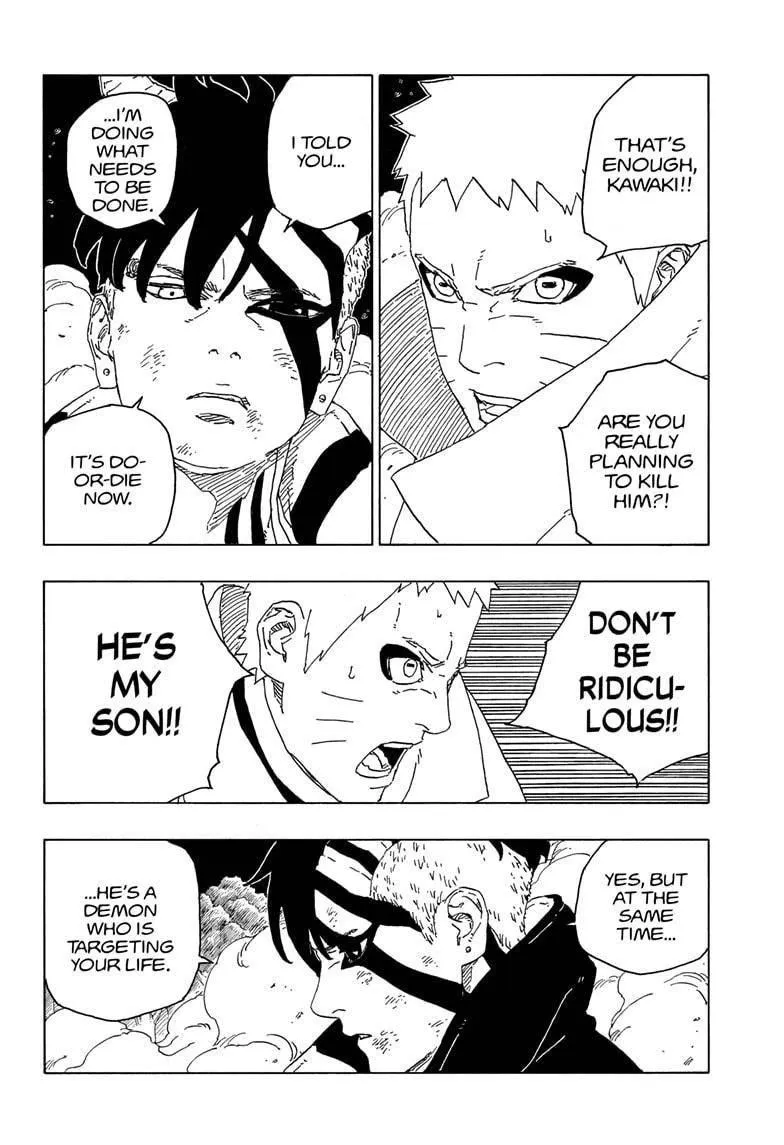 THAT'S
ENOUGH,
KAWAKI!!
ARE YOU
REALLY
PLANNING
TO KILL
HIM?!
I TOLD
YOU...
...I'M
DOING
WHAT
NEEDS
TO BE
DONE.
IT'S DO-
OR-DIE
NOW.
DON'T
BE
RIDICU-
LOUS!!
HE'S
MY
SON!!
YES, BUT
AT THE
SAME
TIME...
...HE'S A
DEMON
WHO IS
TARGETING
YOUR LIFE.